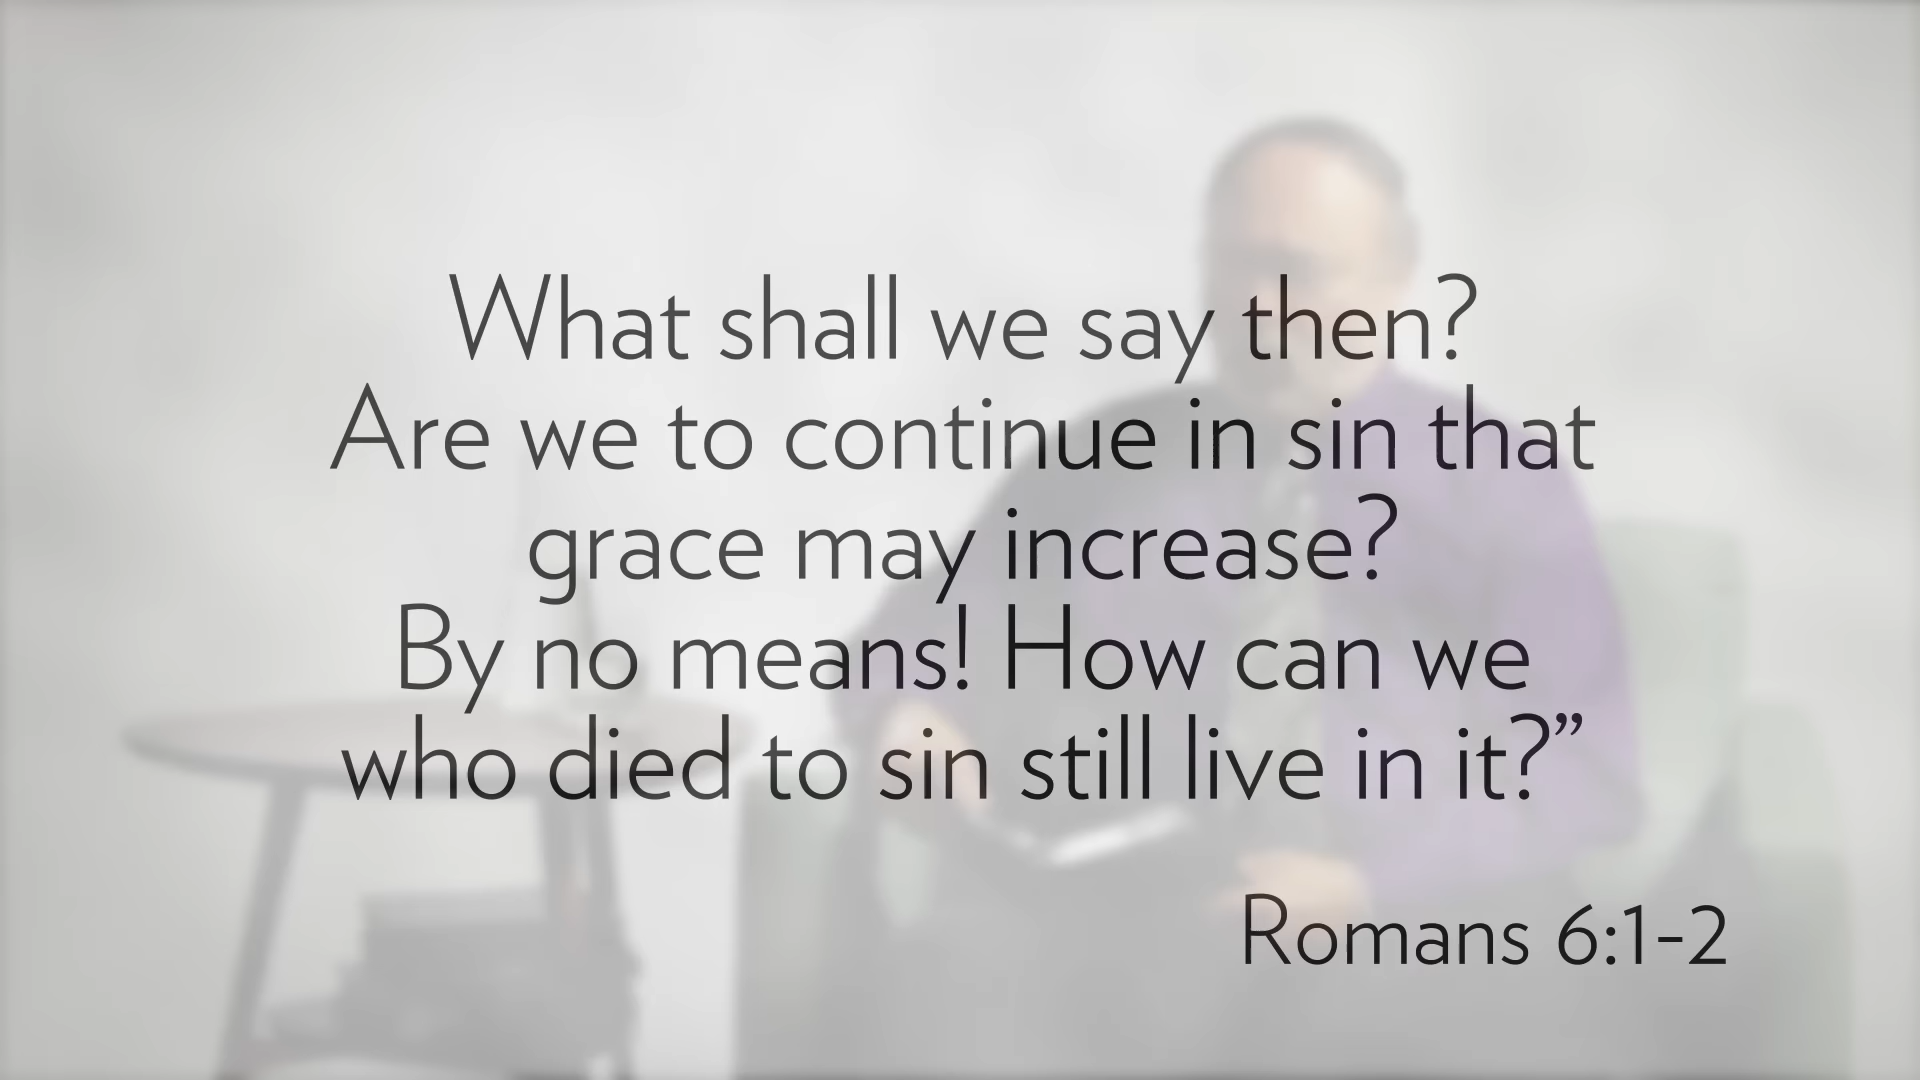 What shall we say then?
Are we to continue in sin that
grace may increase?
By no means! How can we
who died to sin still live in it?”
Romans 6:1-2